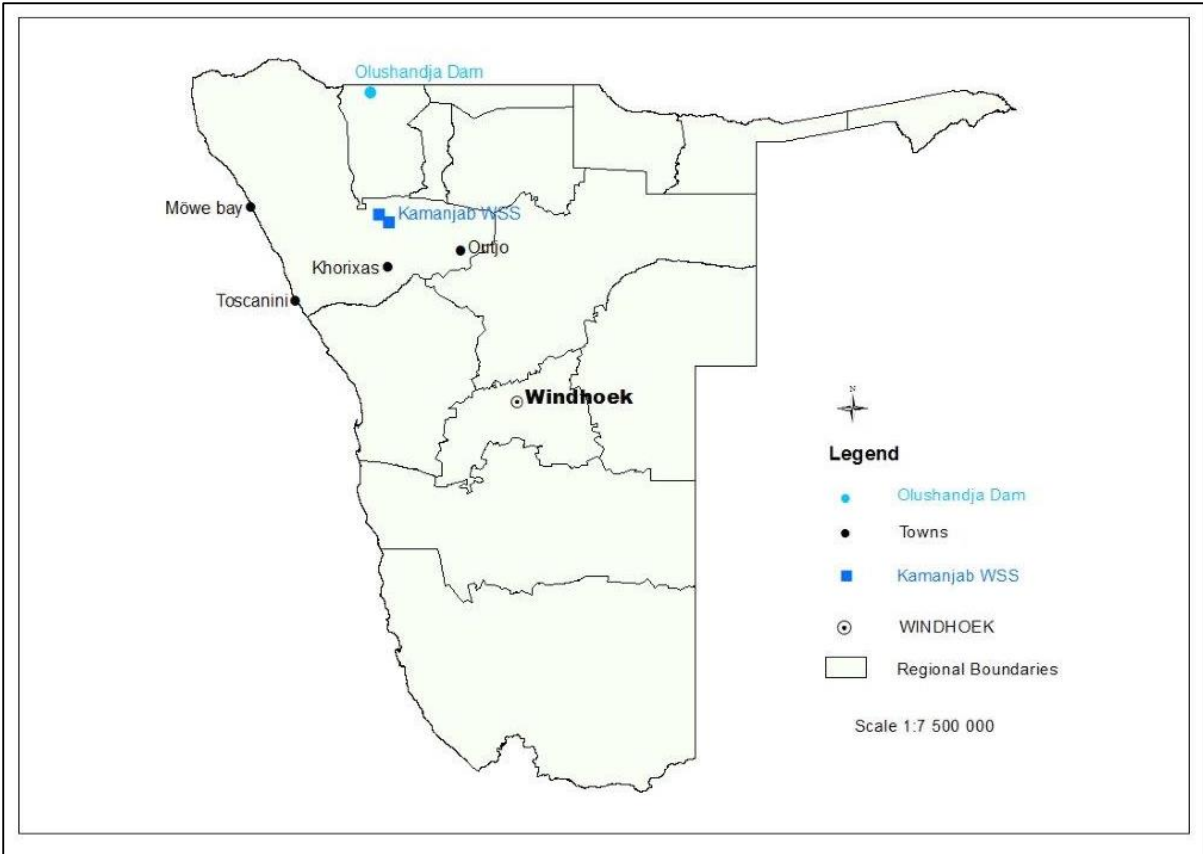 Olushandja Dam
Möwe bay
Kamanjab WSS
Outjo
Khorixas
Toscanini
Windhoek
N
Legend
Olushandja Dam
Towns
Kamanjab WSS
WINDHOEK
Regional Boundaries
Scale 1:7 500 000